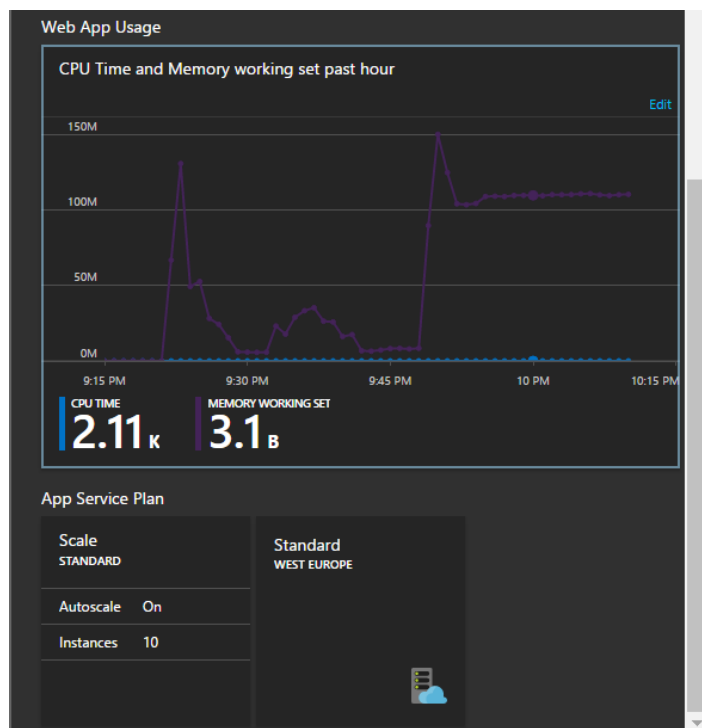 Web App Usage
CPU Time and Memory working set past hour
Edit
150M
100M
50M
0M
9:15 PM 9:30 PM 9:45 PM 10 PM 10:15 PM
CPU TIME MEMORY WORKING SET
2.11 K 3.1 B
App Service Plan
Scale
STANDARD
Autoscale On
Instances 10
Standard
WEST EUROPE